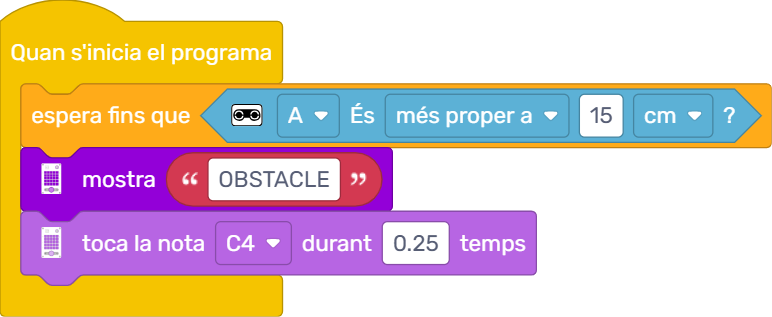 Quan s'inicia el programa
espera fins que A És més proper a 15 cm ?
mostra “ OBSTACLE ”
toca la nota C4 durant 0.25 temps